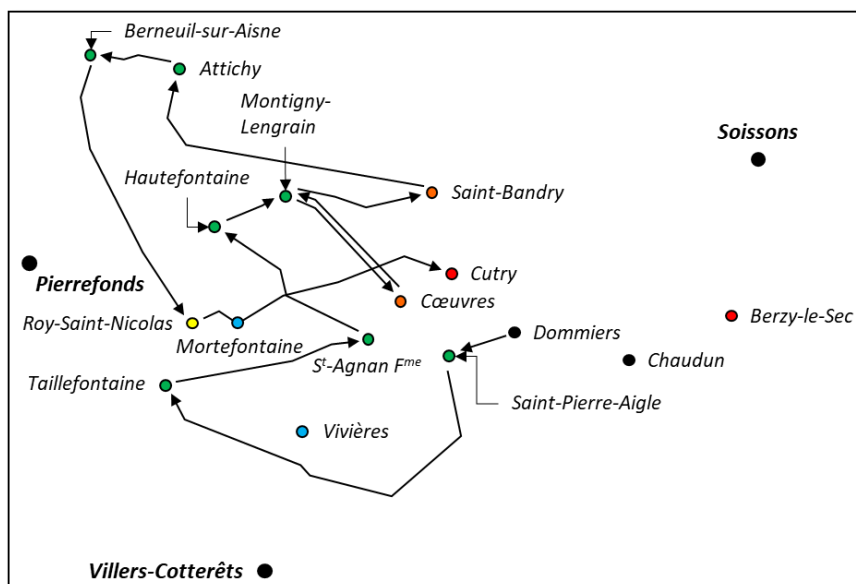 Berneuil-sur-Aisne
Attichy
Montigny-
Lengrain
Soissons
Hautefontaine
Saint-Bandry
Pierrefonds
Cutry
Cœuvres
Roy-Saint-Nicolas
Mortefontaine
Dommiers
Berzy-le-Sec
Sᵗ-Agnan Fᵐᵉ
Chaudun
Taillefontaine
Saint-Pierre-Aigle
Vivières
Villers-Cotterêts